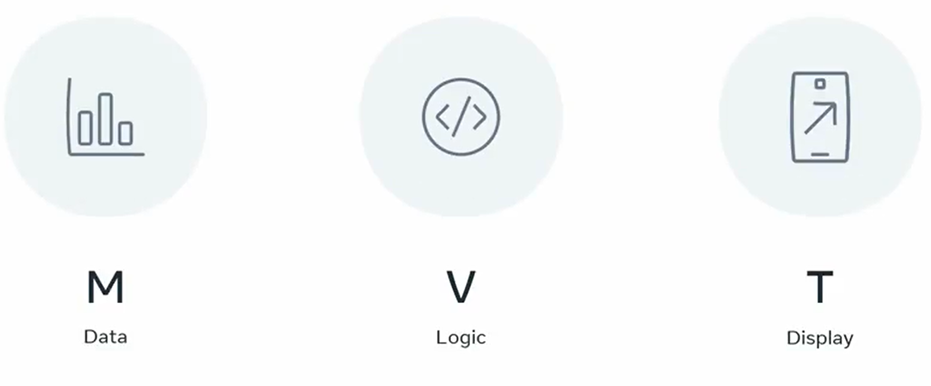 M V T
Data Logic Display